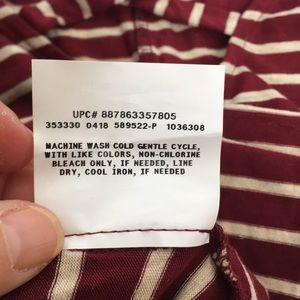 UPC# 887863357805
353330 0418 589522-P 1036308
MACHINE WASH COLD GENTLE CYCLE,
WITH LIKE COLORS, NON-CHLORINE
BLEACH ONLY, IF NEEDED, LINE
DRY, COOL IRON, IF NEEDED